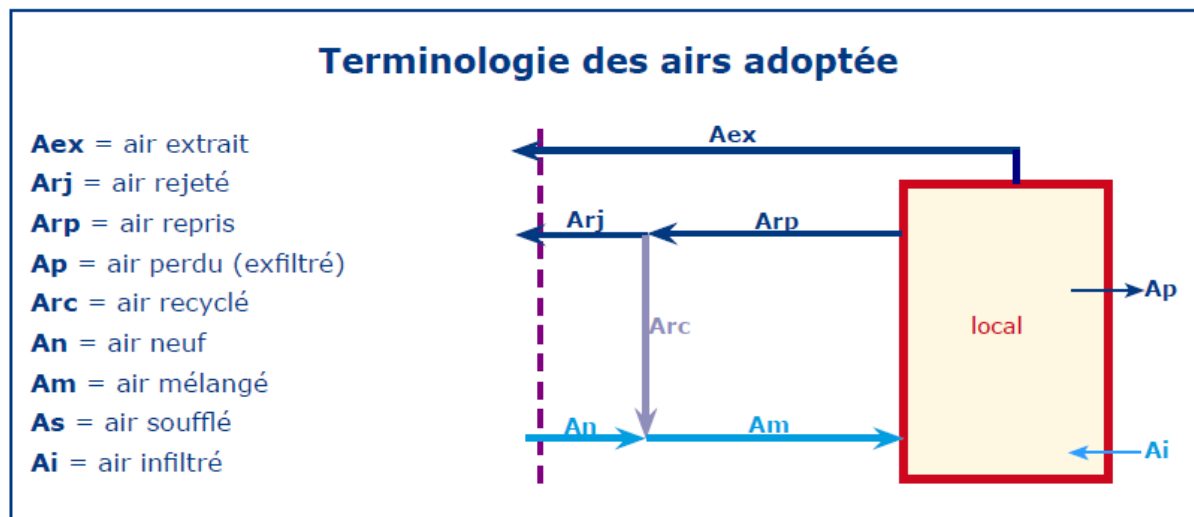 Terminologie des airs adoptée
Aex = air extrait
Arj = air rejeté
Arp = air repris
Ap = air perdu (exfiltré)
Arc = air recyclé
An = air neuf
Am = air mélangé
As = air soufflé
Ai = air infiltré
Aex
Arj
Arp
Ap
Arc
local
An
Am
Ai